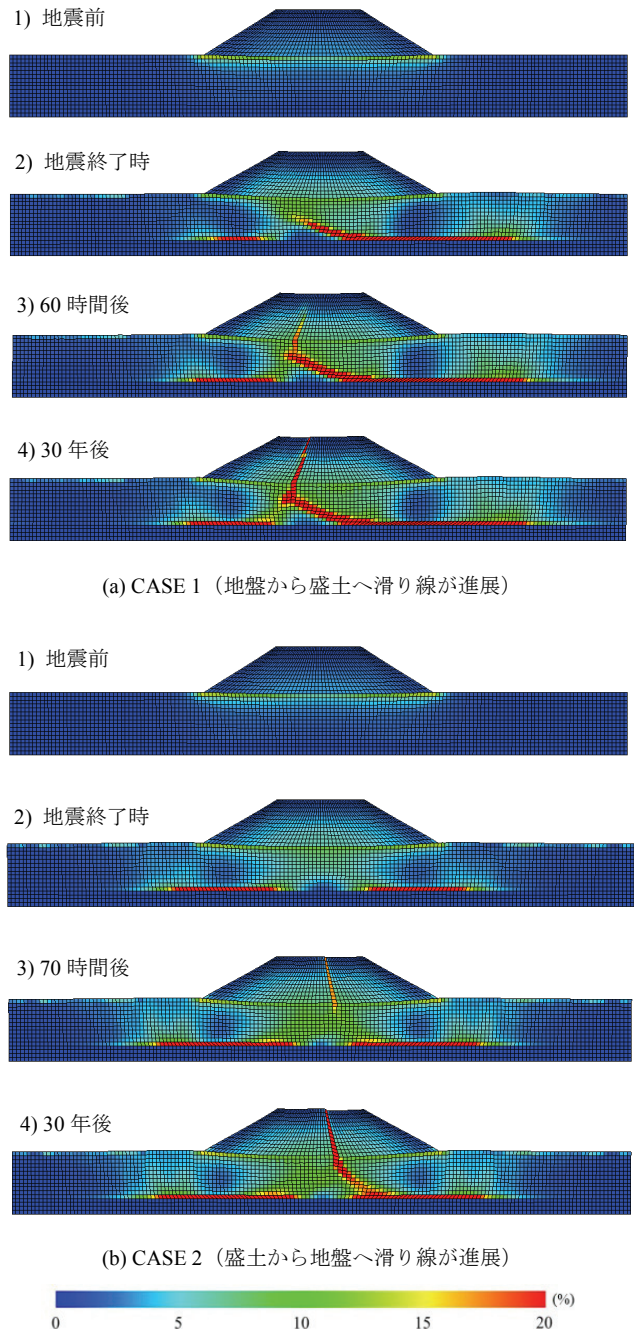 1) 地震前
2) 地震終了時
3) 60 時間後
4) 30 年後
(a) CASE 1（地盤から盛土へ滑り線が進展）
1) 地震前
2) 地震終了時
3) 70 時間後
4) 30 年後
(b) CASE 2（盛土から地盤へ滑り線が進展）
(%)
0 5 10 15 20